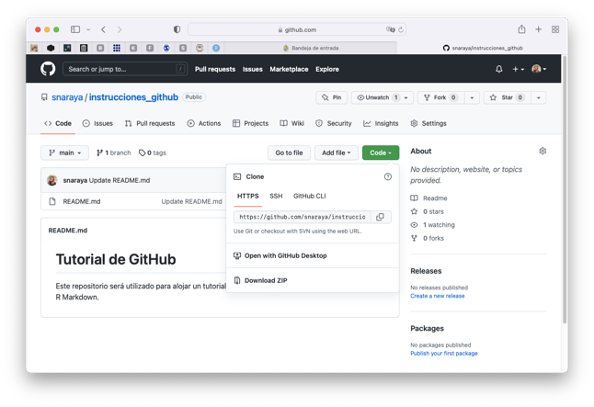 github.com
Bandeja de entrada
snaraya/instrucciones_github
Search or jump to...
/
Pull requests
Issues
Marketplace
Explore
snaraya / instrucciones_github
Public
Pin
Unwatch 1
Fork 0
Star 0
Code
Issues
Pull requests
Actions
Projects
Wiki
Security
Insights
Settings
main
1 branch
0 tags
Go to file
Add file
Code
snaraya Update README.md
README.md
Update README.md
README.md
Tutorial de GitHub
Este repositorio será utilizado para alojar un tutorial
R Markdown.
Clone
HTTPS
SSH
GitHub CLI
https://github.com/snaraya/instruccio
Use Git or checkout with SVN using the web URL.
Open with GitHub Desktop
Download ZIP
About
No description, website, or topics
provided.
Readme
0 stars
1 watching
0 forks
Releases
No releases published
Create a new release
Packages
No packages published
Publish your first package